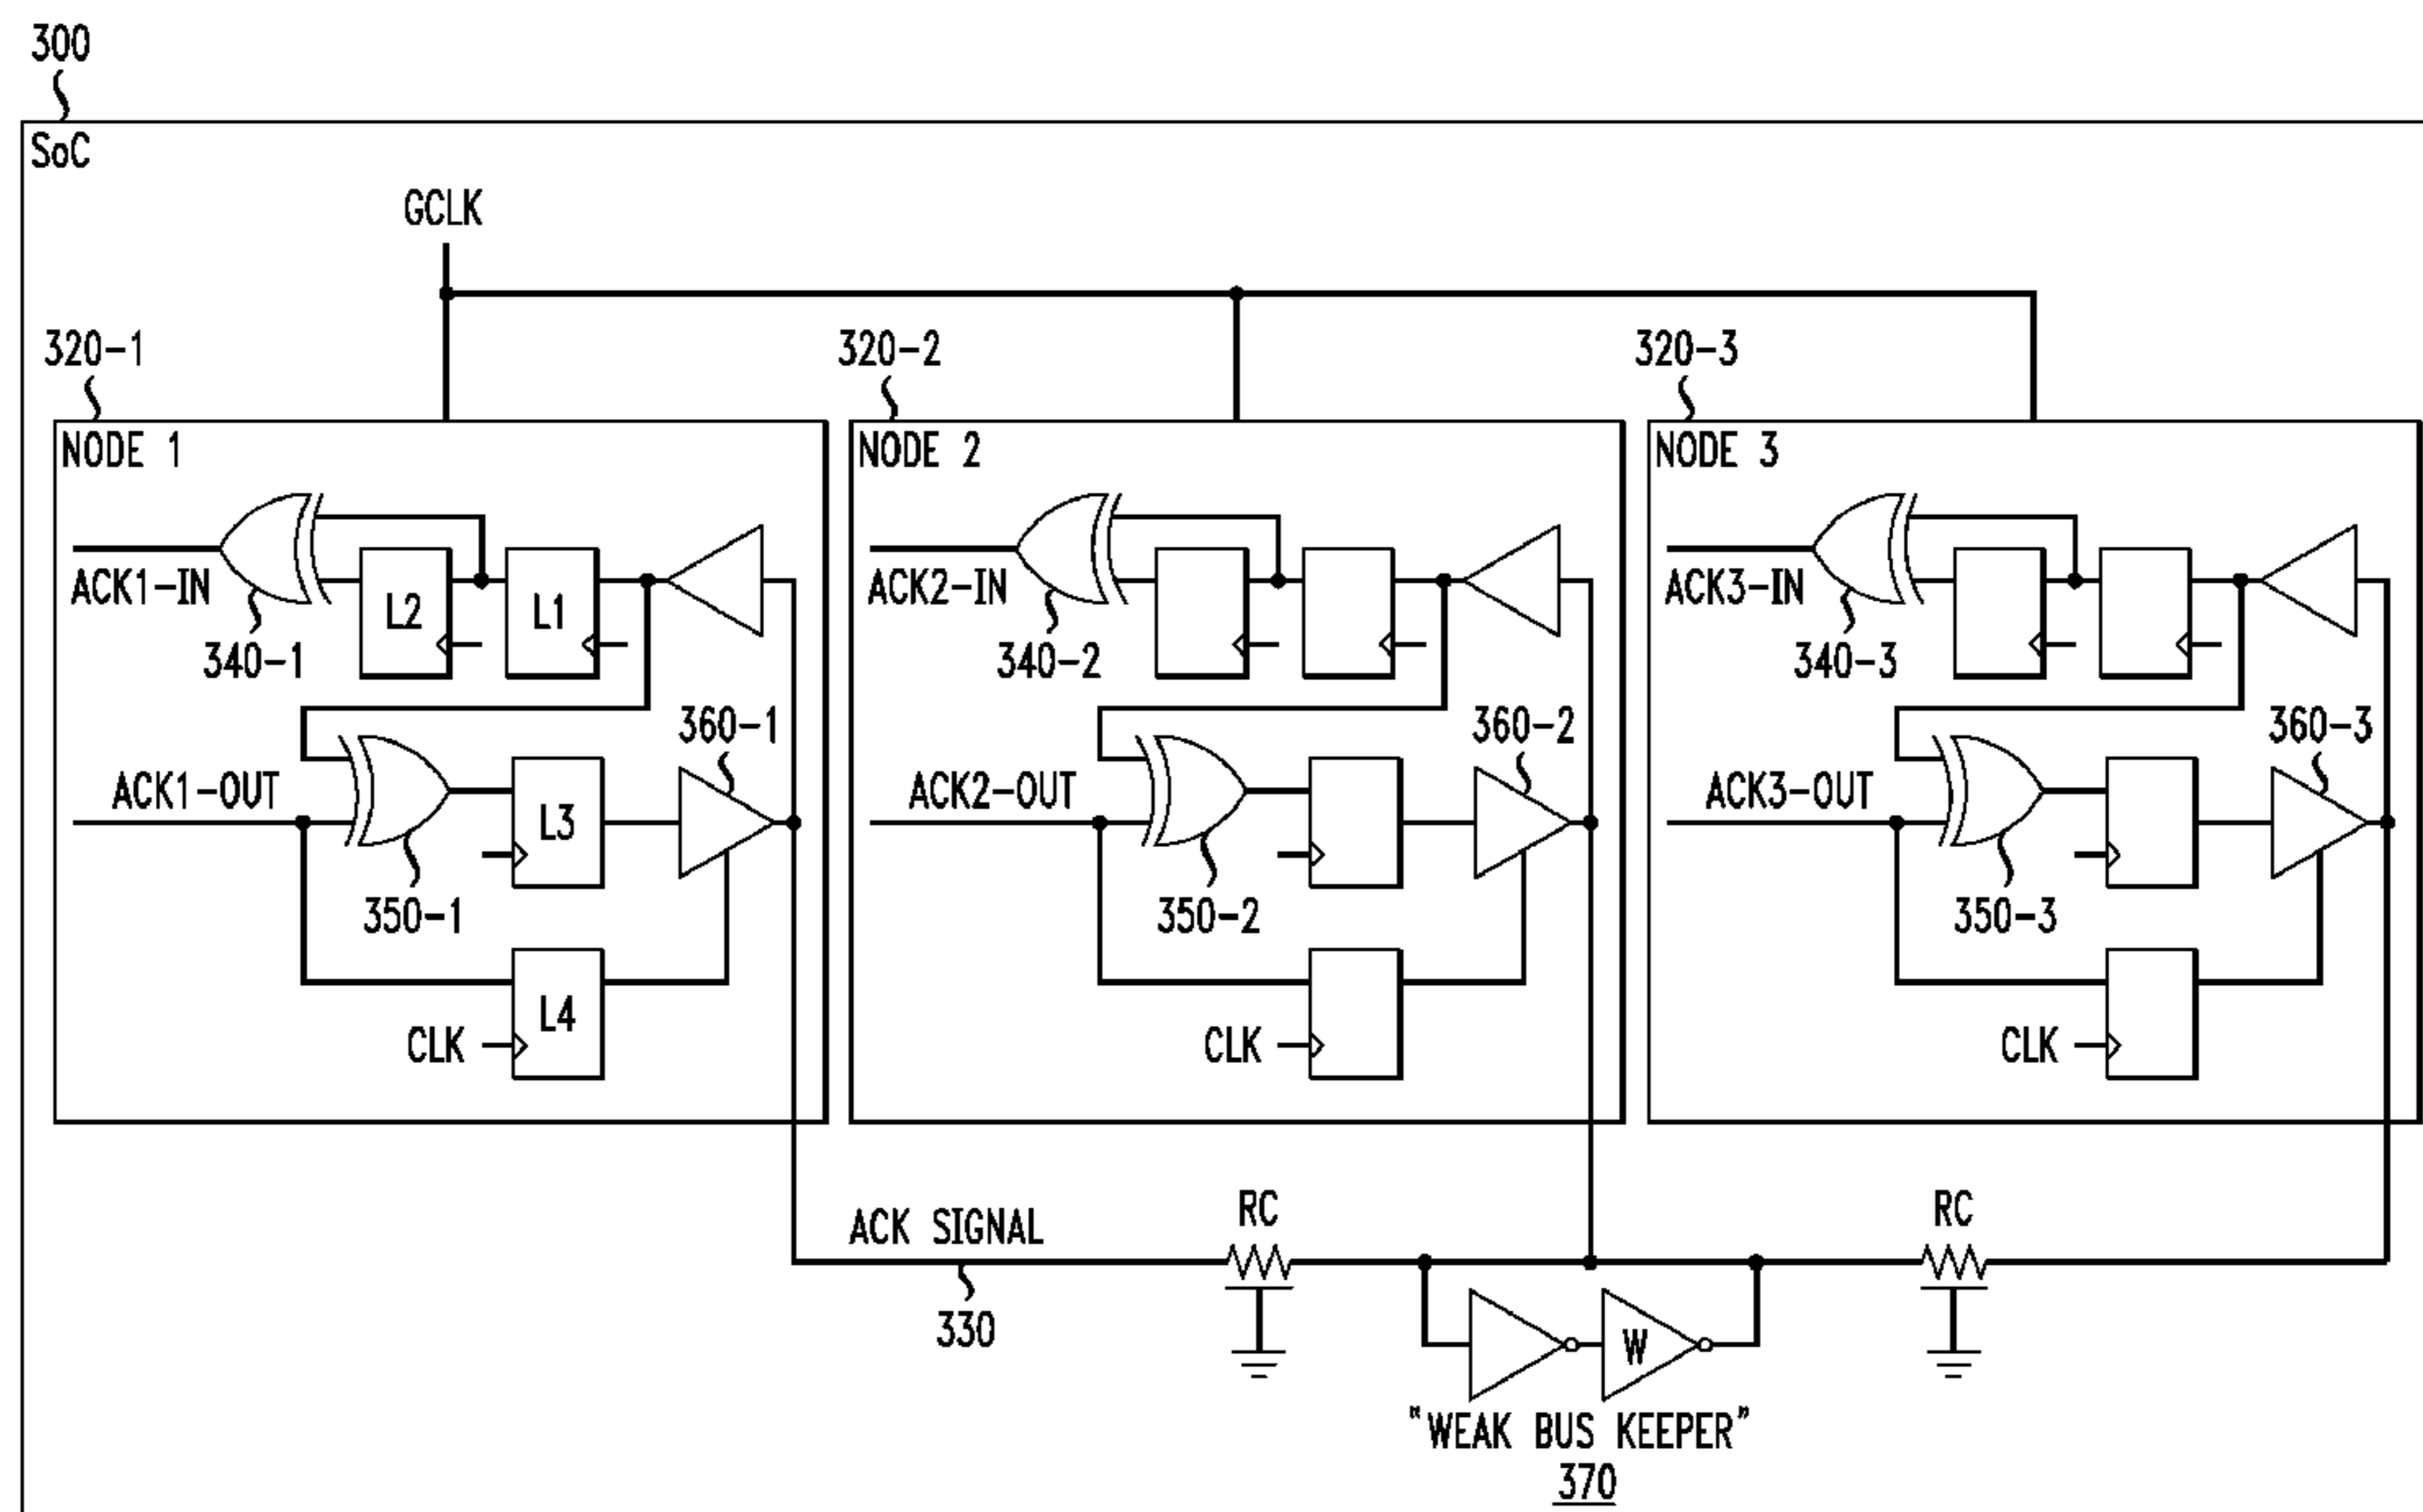 300
SoC
GCLK
320-1
320-2
320-3
NODE 1
NODE 2
NODE 3
ACK1-IN
L2
L1
ACK2-IN
ACK3-IN
340-1
340-2
340-3
360-1
360-2
360-3
ACK1-OUT
L3
ACK2-OUT
ACK3-OUT
350-1
350-2
350-3
L4
CLK
CLK
CLK
ACK SIGNAL
RC
RC
330
W
"WEAK BUS KEEPER"
370